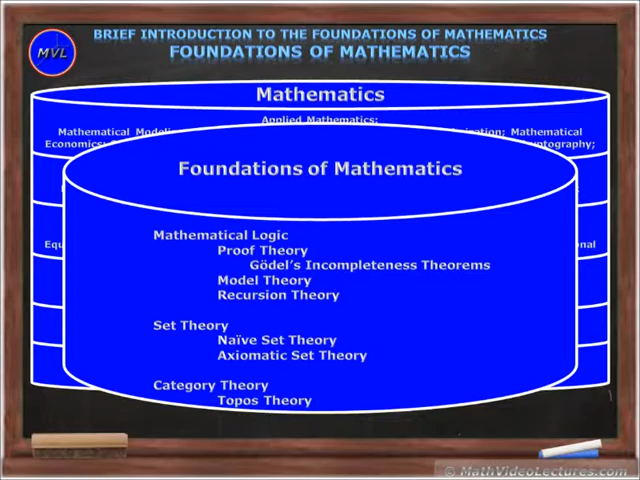 BRIEF INTRODUCTION TO THE FOUNDATIONS OF MATHEMATICS
FOUNDATIONS OF MATHEMATICS
MVL
Mathematics
Applied Mathematics:
Mathematical Mathematical
Economics;
Foundations of Mathematics
Mathematical Logic
Proof Theory
Gödel's Incompleteness Theorems
Model Theory
Recursion Theory
Set Theory
Naïve Set Theory
Axiomatic Set Theory
Category Theory
Topos Theory
© MathVideoLectures.com